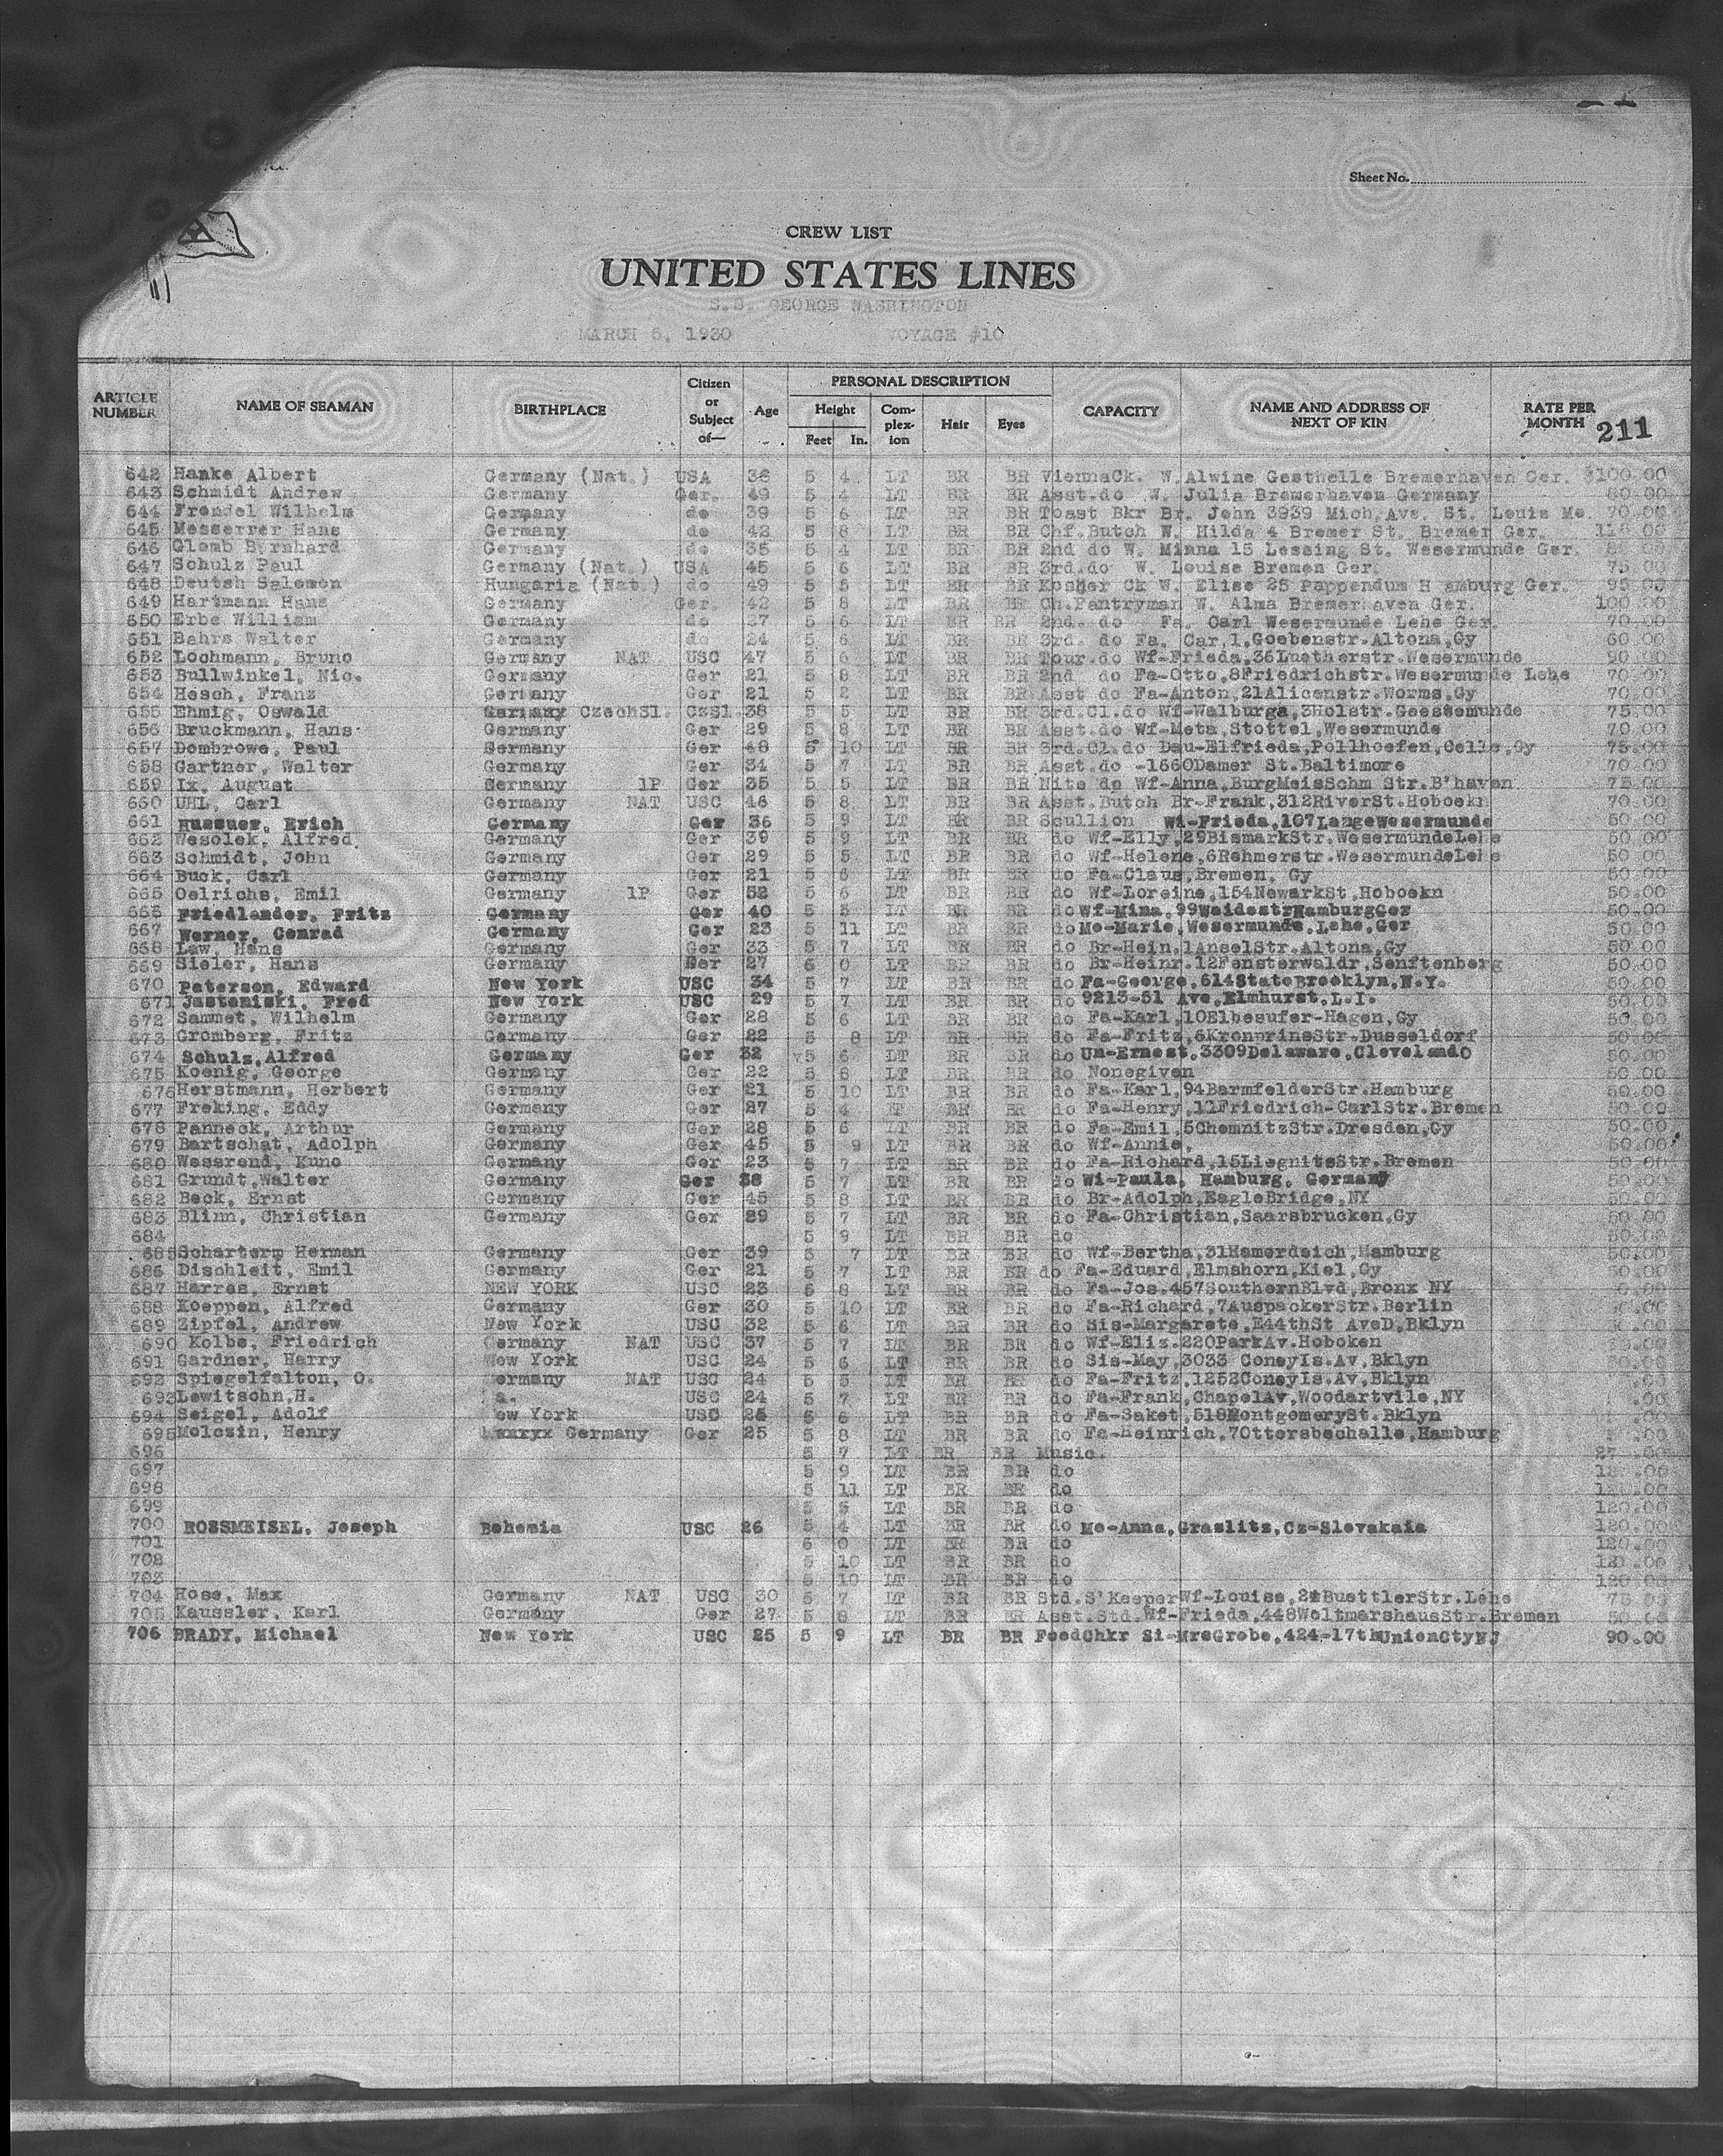 Sheet No.
CREW LIST
UNITED STATES LINES
S.S. GEORGE WASHINGTON
MARCH 5, 1930 VOYAGE #10
ARTICLE NUMBER NAME OF SEAMAN BIRTHPLACE Citizen or Subject of— Age PERSONAL DESCRIPTION Height Feet In. Com-plex-ion Hair Eyes CAPACITY NAME AND ADDRESS OF NEXT OF KIN RATE PER MONTH 211
642 Hanke Albert Germany (Nat.) USA 38 5 4 LT BR BR ViennaCk. W. Alwine Gesthelle Bremerhaven Ger. $100.00
643 Schmidt Andrew Germany Ger. 49 5 4 LT BR BR Asst.do W. Julia Bremerhaven Germany 80.00
644 Frendel Wilhelm Germany do 39 5 6 LT BR BR Toast Bkr Br. John 3939 Mich.Ave. St. Louis Mo. 70.00
645 Messerrer Hans Germany do 42 5 8 LT BR BR Chf.Butch W. Hilda 4 Bremer St. Bremer Ger. 110.00
646 Glomb Bernhard Germany do 35 5 4 LT BR BR 2nd do W. Minna 15 Lessing St. Wesermunde Ger.
647 Schulz Paul Germany (Nat.) USA 45 5 6 LT BR BR 3rd.do W. Louise Bremen Ger. 75.00
648 Deutsh Salomon Hungaria (Nat.) do 49 5 5 LT BR BR Kosher Ck W. Elise 25 Pappendum H amburg Ger. 95.00
649 Hartmann Hans Germany Ger. 42 5 8 LT BR BR Ch.Pantryman W. Alma Bremerhaven Ger. 100.00
650 Erbe William Germany do 27 5 6 LT BR BR 2nd. do Fa. Carl Wesermunde Lehe Ger. 70.00
651 Bahrs Walter Germany do 24 5 6 LT BR BR 3rd. do Fa. Car,1,Goebenstr.Altona,Gy 60.00
652 Lochmann, Bruno Germany NAT USC 47 5 6 LT BR BR Tour.do Wf-Frieda,36Luetherstr.Wesermunde 90.00
653 Bullwinkel, Nic. Germany Ger 21 5 8 LT BR BR 2nd do Fa-Otto,8Friedrichstr.Wesermunde Lehe 70.00
654 Hesch, Franz Germany Ger 21 5 2 LT BR BR Asst do Fa-Anton,21Alicenstr.Worms,Gy 70.00
655 Ehmig, Oswald CzechSl. CzSl. 38 5 5 LT BR BR 3rd.Cl.do Wf-Walburga,3Holstr.Geestemunde 75.00
656 Bruckmann, Hans Germany Ger 29 5 8 LT BR BR Asst.do Wf-Meta,Stottel,Wesermunde 70.00
657 Dombrowe, Paul Germany Ger 48 5 10 LT BR BR 3rd.Cl.do Dau-Elfrieda,Pollhoefen,Celle,Gy 75.00
658 Gartner, Walter Germany Ger 34 5 7 LT BR BR Asst.do -1660Damer St.Baltimore 70.00
659 Ix, August Germany 1P Ger 35 5 5 LT BR BR Nite do Wf-Anna,BurgMeisSchm Str.B'haven 75.00
660 UHL, Carl Germany NAT USC 46 5 8 LT BR BR Asst.Butch Br-Frank,312RiverSt.Hoboekn 70.00
661 Erich Germany Ger 36 5 9 LT BR BR Scullion Wi-Frieda,107LangeWesermunde 50.00
662 Wesolek, Alfred. Germany Ger 39 5 9 LT BR BR do Wf-Elly,29BismarkStr.WesermundeLehe 50.00
663 Schmidt, John Germany Ger 29 5 5 LT BR BR do Wf-Helene,6Rehmerstr.WesermundeLehe 50.00
664 Buck, Carl Germany Ger 21 5 6 LT BR BR do Fa-Claus,Bremen, Gy 50.00
665 Oelrichs, Emil Germany 1P Ger 52 5 6 LT BR BR do Wf-Loreine,154NewarkSt,Hoboekn 50.00
666 Friedlander, Fritz Germany Ger 40 5 5 LT BR BR do Wf-Mina,99WeidestrHamburgGer 50.00
667 Werner, Conrad Germany Ger 23 5 11 LT BR BR do Mo-Marie,Wesermunde,Lehe,Ger 50.00
668 Law, Hans Germany Ger 33 5 7 LT BR BR do Br-Hein,1AnselStr.Altona,Gy 50.00
669 Sieler, Hans Germany Ger 27 6 0 LT BR BR do Br-Heinr.12Fensterwaldr,Senftenberg 50.00
670 Peterson, Edward New York USC 34 5 7 LT BR BR do Fa-George,614StateBrooklyn,N.Y. 50.00
671 Jasteniski, Fred New York USC 29 5 7 LT BR BR do 9213-51 Ave,Elmhurst,L.I. 50.00
672 Sammet, Wilhelm Germany Ger 28 5 6 LT BR BR do Fa-Karl,10Elbesufer-Hagen,Gy 50.00
673 Gromberg, Fritz Germany Ger 22 5 8 LT BR BR do Fa-Fritz,6KronprinsStr-Dusseldorf 50.00
674 Schulz,Alfred Germany Ger 32 5 6 LT BR BR do Un-Ernest,3309Delaware,ClevelandO 50.00
675 Koenig, George Germany Ger 22 5 8 LT BR BR do Nonegiven 50.00
676 Herstmann, Herbert Germany Ger 21 5 10 LT BR BR do Fa-Karl,94BarmfelderStr.Hamburg 50.00
677 Freking, Eddy Germany Ger 27 5 4 LT BR BR do Fa-Henry,11Friedrich-CarlStr.Bremen 50.00
678 Panneck, Arthur Germany Ger 28 5 6 LT BR BR do Fa-Emil,5ChemnitzStr.Dresden,Gy 50.00
679 Bartschat, Adolph Germany Ger 45 5 9 LT BR BR do Wf-Annie, 50.00
680 Wessrend, Kuno Germany Ger 23 5 7 LT BR BR do Fa-Richard,15LiegniteStr.Bremen 50.00
681 Grundt,Walter Germany Ger 38 5 7 LT BR BR do Wi-Paula, Hamburg, Germany 50.00
682 Beck, Ernst Germany Ger 45 5 8 LT BR BR do Br-Adolph,EagleBridge,NY 50.00
683 Blinn, Christian Germany Ger 29 5 7 LT BR BR do Fa-Christian,Saarsbrucken,Gy 50.00
684 5 9 LT BR BR do 50.00
685 Scharterm Herman Germany Ger 39 5 7 LT BR BR do Wf-Bertha,31Hamerdeich,Hamburg 50.00
686 Dischleit, Emil Germany Ger 21 5 7 LT BR BR do Fa-Eduard,Elmshorn,Kiel,Gy 50.00
687 Harres, Ernst NEW YORK USC 23 5 8 LT BR BR do Fa-Jos.457SouthernBlvd,Bronx NY
688 Koeppen, Alfred Germany Ger 30 5 10 LT BR BR do Fa-Richard,7AuspackerStr.Berlin
689 Zipfel, Andrew New York USC 32 5 6 LT BR BR do Sis-Margarete,E44thSt AveD,Bklyn
690 Kolbe, Friedrich Germany NAT USC 37 5 7 LT BR BR do Wf-Eliz.220ParkAv.Hoboken
691 Gardner, Harry New York USC 24 5 6 LT BR BR do Sis-May,3033 ConeyIs.Av,Bklyn
692 Spiegelfalton, O. ermany NAT USC 24 5 5 LT BR BR do Fa-Fritz,1252ConeyIs.Av,Bklyn
693 Lewitschn,H. a. USC 24 5 7 LT BR BR do Fa-Frank,ChapelAv,Woodartvile,NY
694 Seigel, Adolf ew York USC 25 5 6 LT BR BR do Fa-Saket,518MontgomerySt.Bklyn
695 Molczin, Henry Germany Ger 25 5 8 LT BR BR do Fa-Heinrich,7Ottersbechalle,Hamburg
696 5 7 LT BR BR Music.
697 5 9 LT BR BR do
698 5 11 LT BR BR do 120.00
699 5 5 LT BR BR do 120.00
700 ROSSMEISEL, Joseph Bohemia USC 26 5 4 LT BR BR do Mo-Anna,Graslitz,Cz-Slovakaia 120.00
701 6 0 LT BR BR do 120.00
702 5 10 LT BR BR do 120.00
703 5 10 LT BR BR do 120.00
704 Hose, Max Germany NAT USC 30 5 7 LT BR BR Std.S'KeeperWf-Louise,24BuettlerStr.Lehe 75.00
705 Kaussler, Karl Germany Ger 27 5 8 LT BR BR Asst.Std.Wf-Frieda,448WoltmarshausStr.Bremen 50.00
706 BRADY, Michael New York USC 25 5 9 LT BR BR FoodChkr Si-MrsGrobe,424-17thUnionCtyNJ 90.00